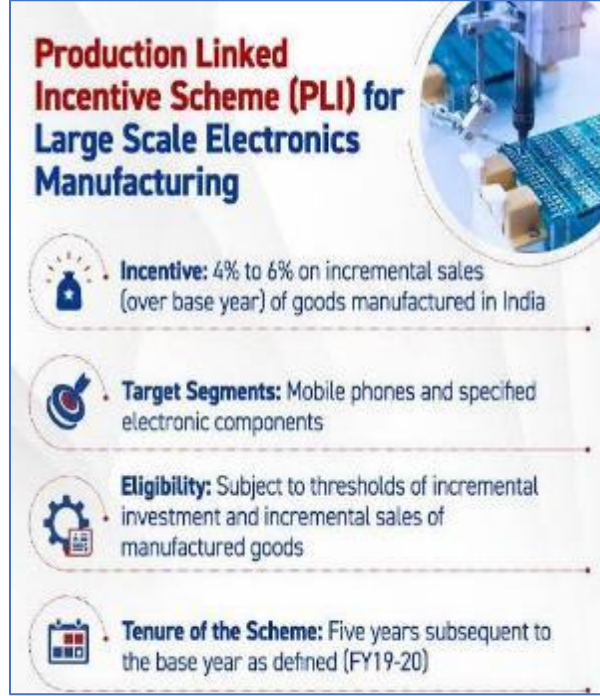 Production Linked
Incentive Scheme (PLI) for
Large Scale Electronics
Manufacturing
Incentive: 4% to 6% on incremental sales
(over base year) of goods manufactured in India
Target Segments: Mobile phones and specified
electronic components
Eligibility: Subject to thresholds of incremental
investment and incremental sales of
manufactured goods
Tenure of the Scheme: Five years subsequent to
the base year as defined (FY19-20)